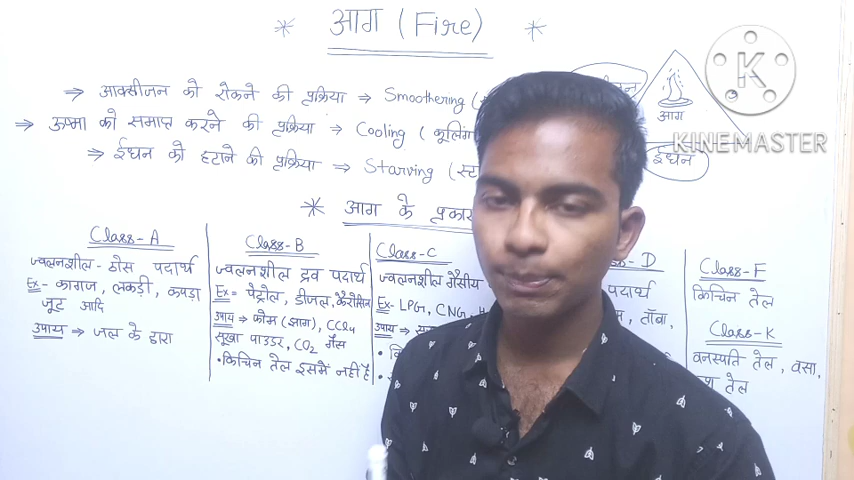 * आग (Fire) *
⇒ आक्सीजन को रोकने की प्रक्रिया ⇒ Smoothering (
⇒ ऊष्मा को समाप्त करने की प्रक्रिया ⇒ Cooling ( कूलिंग
⇒ ईंधन को हटाने की प्रक्रिया ⇒ Starving (
आग
ईंधन
K
KINEMASTER
* आग के प्रकार
Class-A
ज्वलनशील - ठोस पदार्थ
Ex- कागज, लकड़ी, कपड़ा
जूट आदि
उपाय ⇒ जल के द्वारा
Class-B
ज्वलनशील द्रव पदार्थ
Ex= पेट्रोल, डीजल, कैरोसिन
उपाय ⇒ फोम (झाग), CCl4
सूखा पाउडर, CO2 गैस
• किचिन तेल इसमें नहीं है
Class-C
ज्वलनशील गैसीय
Ex- LPG, CNG,
उपाय ⇒
D
पदार्थ
ताँबा,
Class-F
किचिन तेल
Class-K
वनस्पति तेल, वसा,
तेल